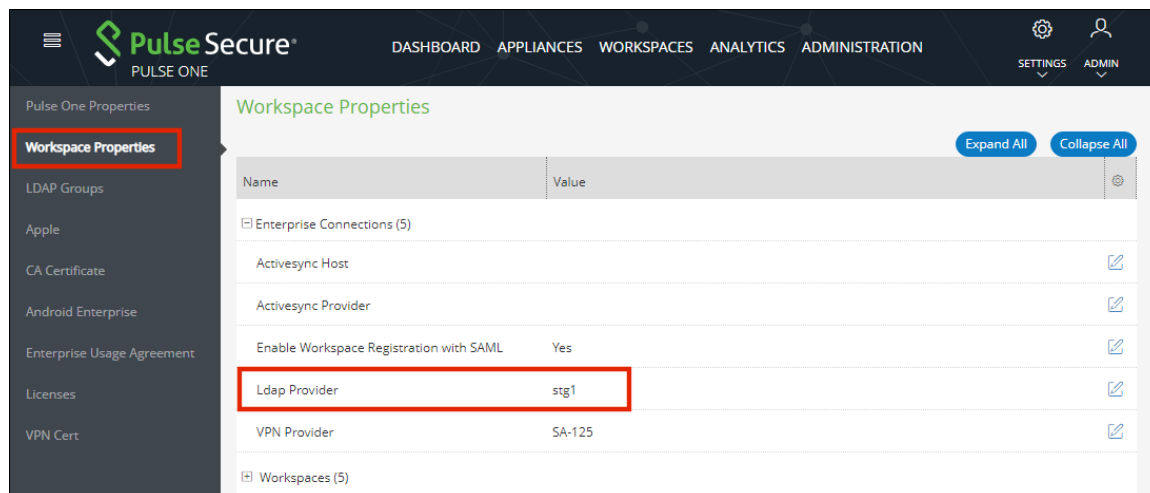 Pulse Secure®
PULSE ONE
DASHBOARD APPLIANCES WORKSPACES ANALYTICS ADMINISTRATION
SETTINGS
ADMIN
Pulse One Properties
Workspace Properties
LDAP Groups
Apple
CA Certificate
Android Enterprise
Enterprise Usage Agreement
Licenses
VPN Cert
Workspace Properties
Expand All
Collapse All
Name Value
Enterprise Connections (5)
Activesync Host
Activesync Provider
Enable Workspace Registration with SAML Yes
Ldap Provider stg1
VPN Provider SA-125
Workspaces (5)